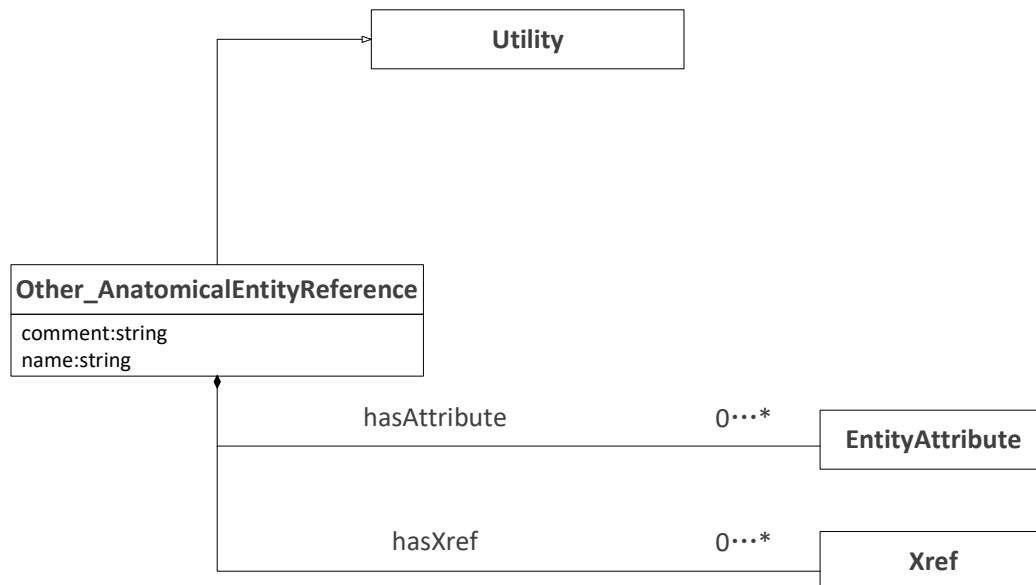 Utility
Other_AnatomicalEntityReference
comment:string
name:string
hasAttribute 0···*
EntityAttribute
hasXref 0···*
Xref